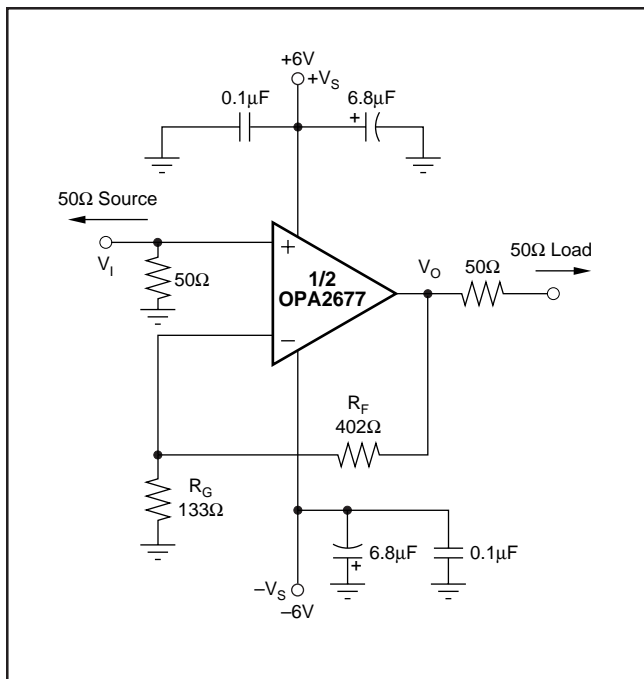 +6V
+V_S
0.1μF
6.8μF
+
50Ω Source
V_I
50Ω
+
1/2
OPA2677
–
V_O
50Ω
50Ω Load
R_F
402Ω
R_G
133Ω
6.8μF
+
0.1μF
–V_S
–6V